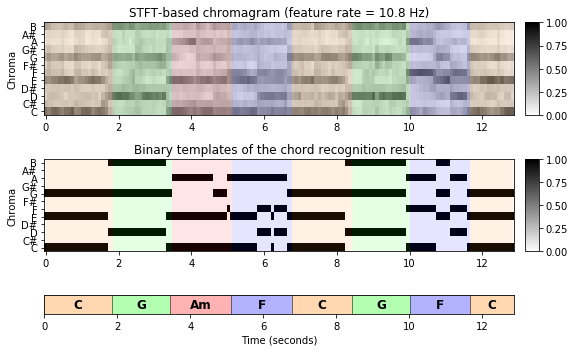 STFT-based chromagram (feature rate = 10.8 Hz)
Chroma
B
A#
A
G#
G
F#
F
E
D#
D
C#
C
0 2 4 6 8 10 12
1.00
0.75
0.50
0.25
0.00
Binary templates of the chord recognition result
Chroma
B
A#
A
G#
G
F#
F
E
D#
D
C#
C
0 2 4 6 8 10 12
1.00
0.75
0.50
0.25
0.00
C G Am F C G F C
0 2 4 6 8 10 12
Time (seconds)